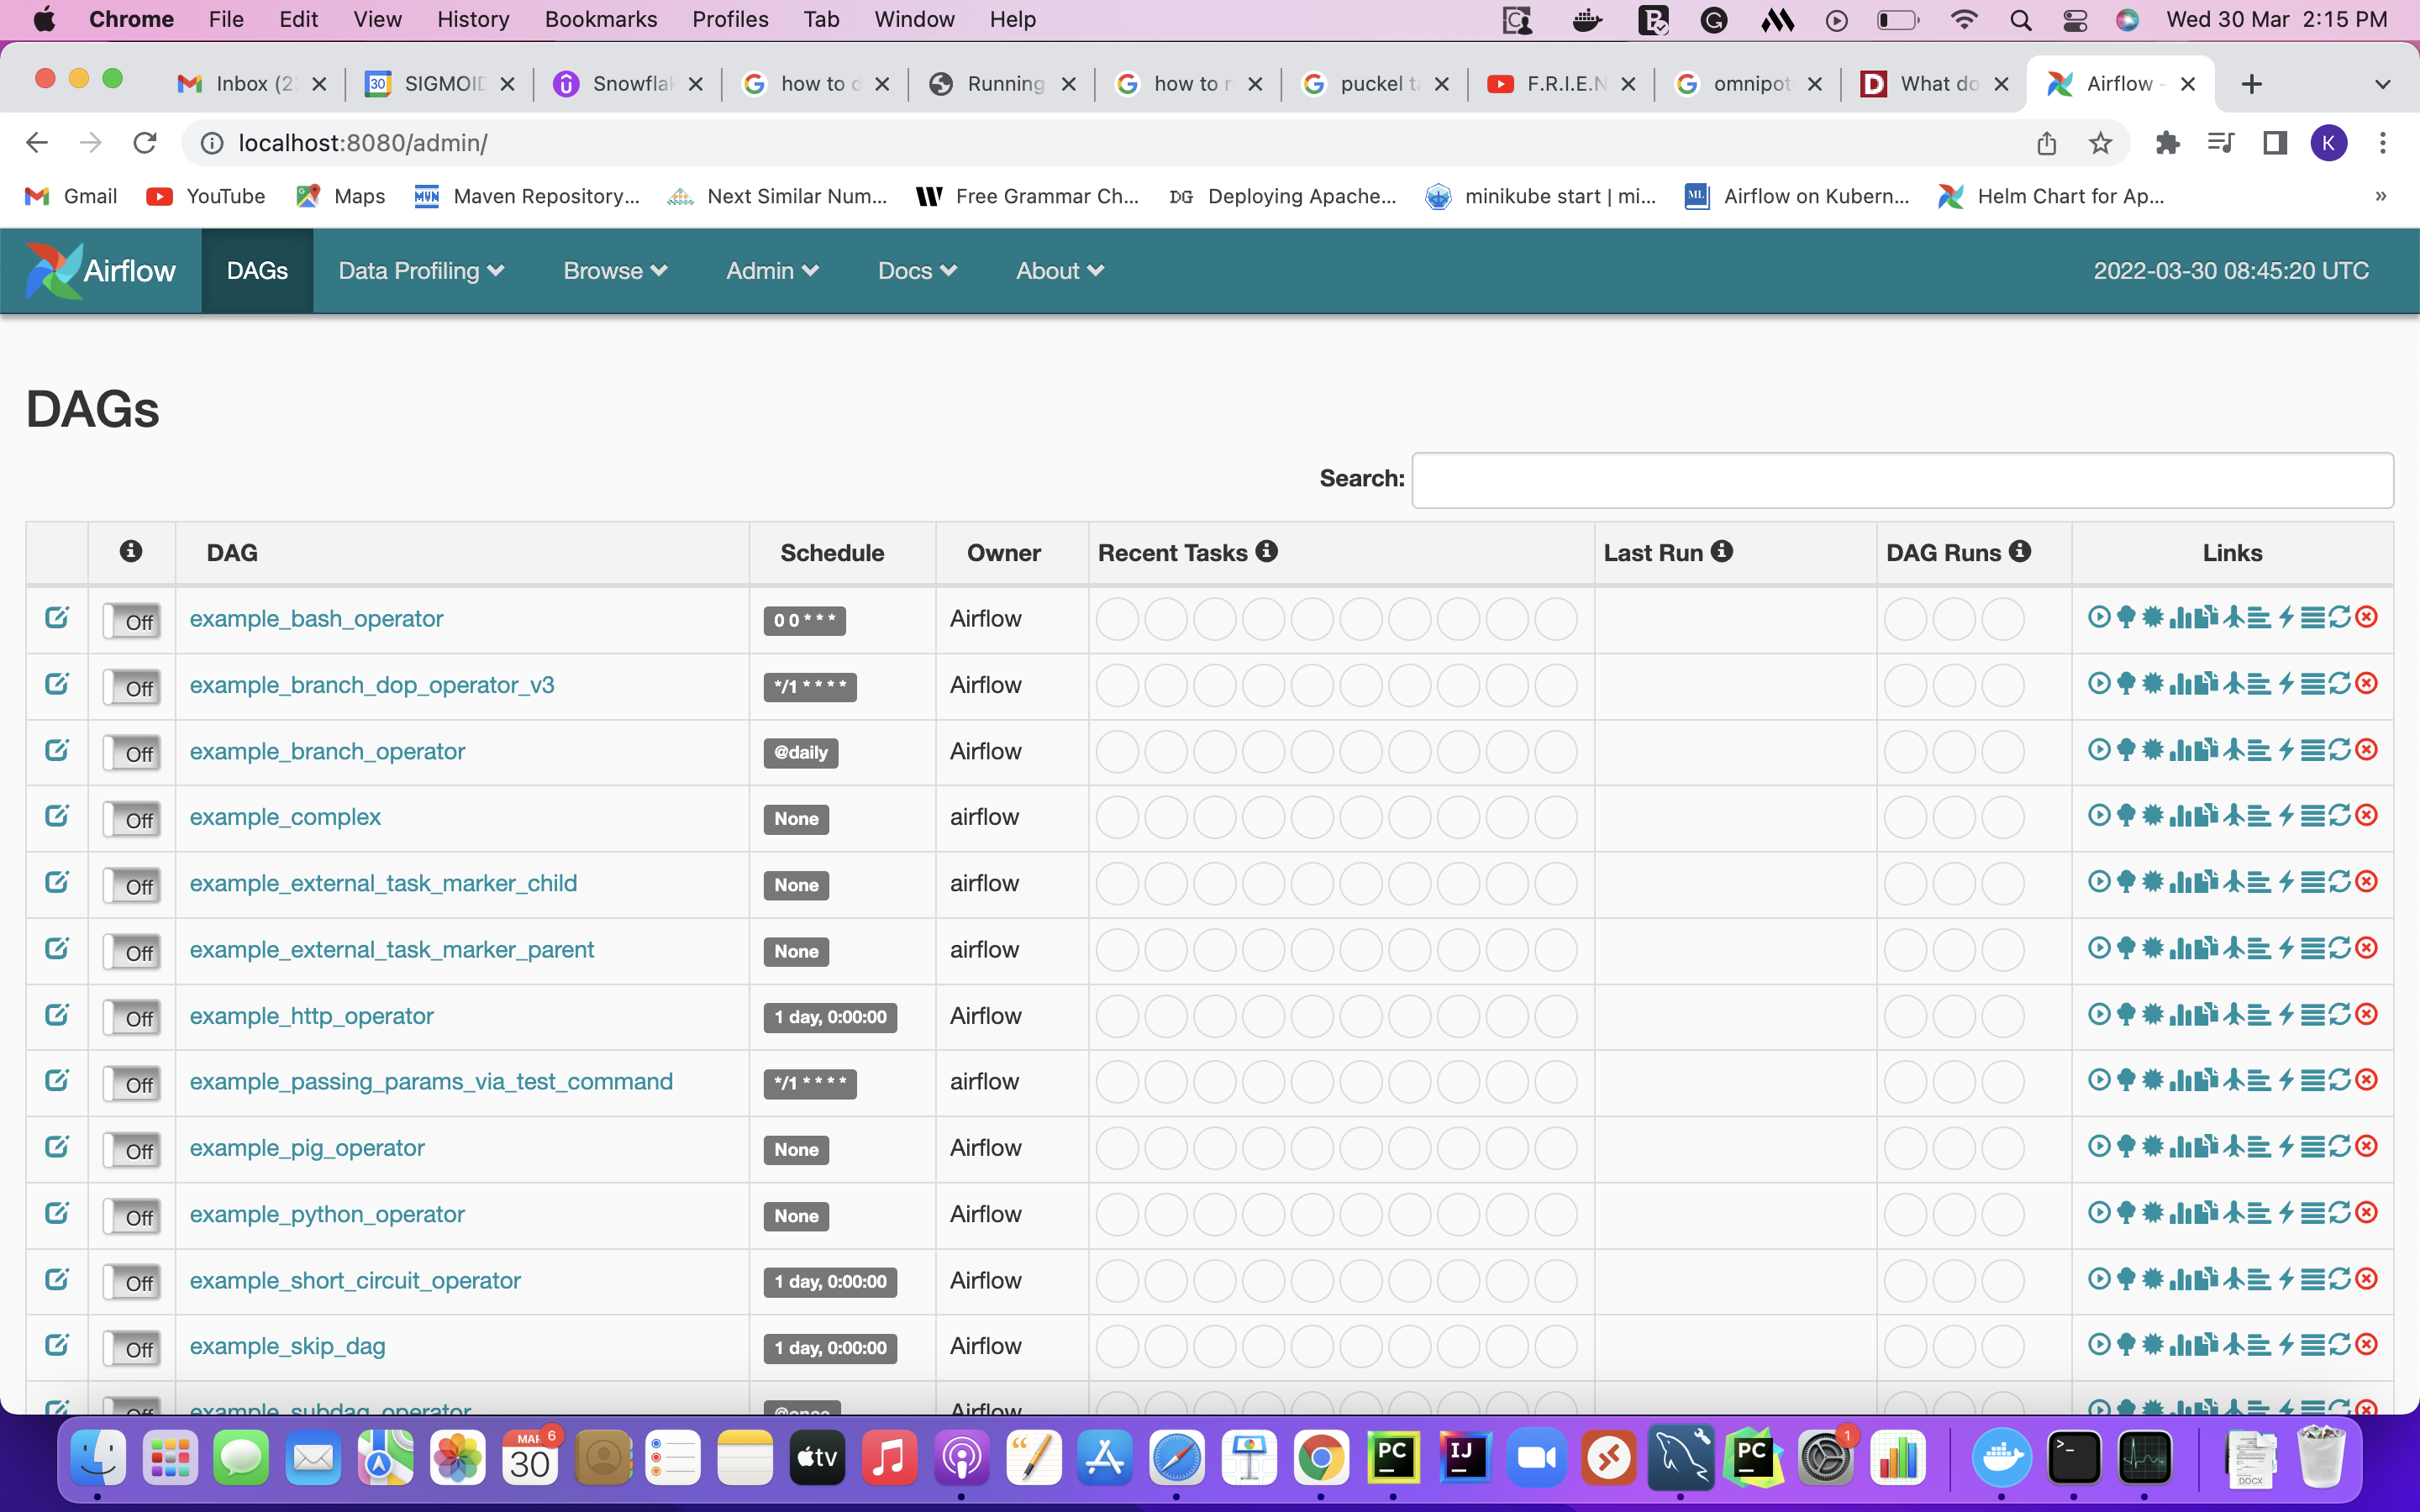 Chrome File Edit View History Bookmarks Profiles Tab Window Help Wed 30 Mar 2:15 PM
Inbox (2 SIGMOID Snowfla how to d Running how to r puckel t F.R.I.E.N omnipot What do Airflow -
localhost:8080/admin/ K
Gmail YouTube Maps MVN Maven Repository... Next Similar Num... Free Grammar Ch... DG Deploying Apache... minikube start | mi... ML Airflow on Kubern... Helm Chart for Ap... »
Airflow DAGs Data Profiling Browse Admin Docs About 2022-03-30 08:45:20 UTC
DAGs
Search:
DAG Schedule Owner Recent Tasks Last Run DAG Runs Links
Off example_bash_operator 0 0 * * * Airflow
Off example_branch_dop_operator_v3 */1 * * * * Airflow
Off example_branch_operator @daily Airflow
Off example_complex None airflow
Off example_external_task_marker_child None airflow
Off example_external_task_marker_parent None airflow
Off example_http_operator 1 day, 0:00:00 Airflow
Off example_passing_params_via_test_command */1 * * * * airflow
Off example_pig_operator None Airflow
Off example_python_operator None Airflow
Off example_short_circuit_operator 1 day, 0:00:00 Airflow
Off example_skip_dag 1 day, 0:00:00 Airflow
Off example_subdag_operator @once Airflow
MAR 6
30 tv PC IJ PC 1 DOCX